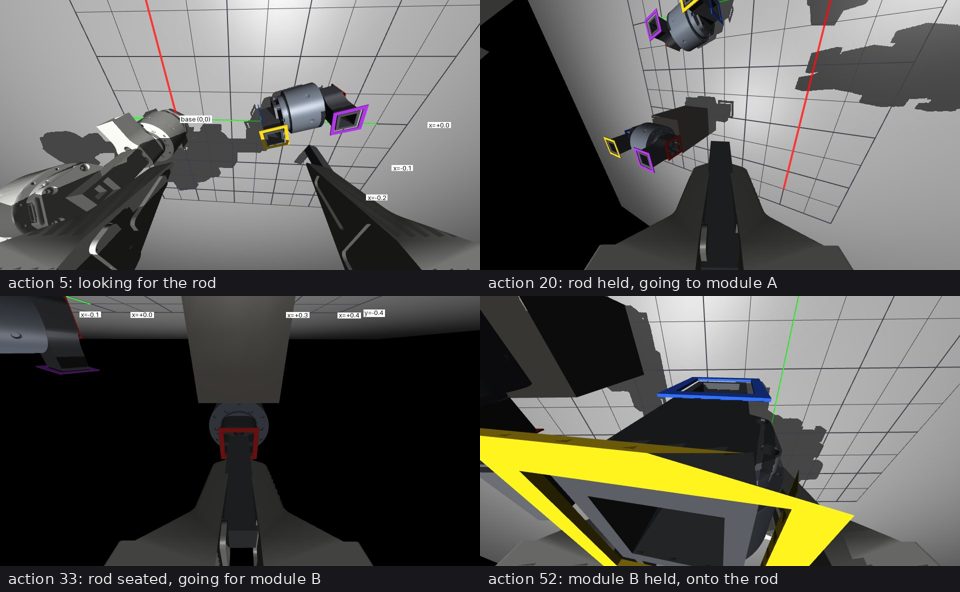 base (0,0)
x=+0.0
x=-0.1
x=-0.2
action 5: looking for the rod
action 20: rod held, going to module A
x=-0.1
x=+0.0
x=+0.3
x=+0.4
y=-0.4
action 33: rod seated, going for module B
action 52: module B held, onto the rod